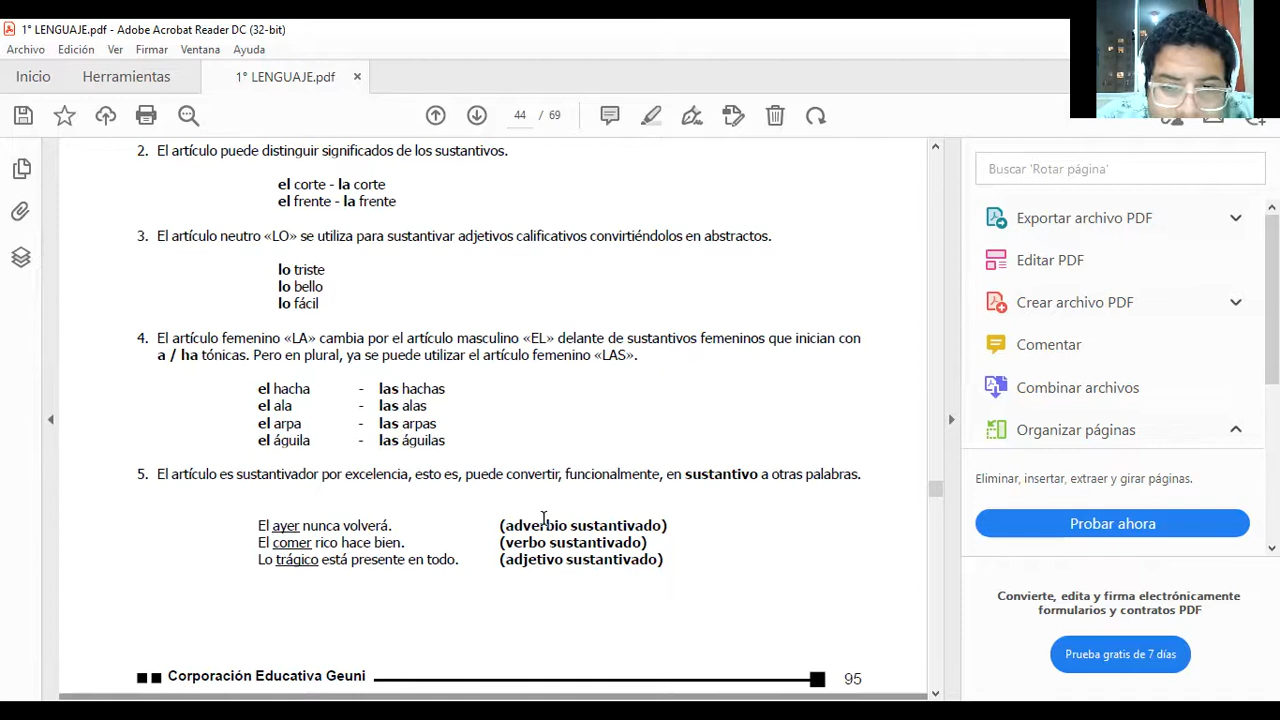 1° LENGUAJE.pdf - Adobe Acrobat Reader DC (32-bit)
Archivo Edición Ver Firmar Ventana Ayuda
Inicio Herramientas 1° LENGUAJE.pdf ×
44 / 69
2. El artículo puede distinguir significados de los sustantivos.
el corte - la corte
el frente - la frente
3. El artículo neutro «LO» se utiliza para sustantivar adjetivos calificativos convirtiéndolos en abstractos.
lo triste
lo bello
lo fácil
4. El artículo femenino «LA» cambia por el artículo masculino «EL» delante de sustantivos femeninos que inician con
a / ha tónicas. Pero en plural, ya se puede utilizar el artículo femenino «LAS».
el hacha - las hachas
el ala - las alas
el arpa - las arpas
el águila - las águilas
5. El artículo es sustantivador por excelencia, esto es, puede convertir, funcionalmente, en sustantivo a otras palabras.
El ayer nunca volverá. (adverbio sustantivado)
El comer rico hace bien. (verbo sustantivado)
Lo trágico está presente en todo. (adjetivo sustantivado)
Corporación Educativa Geuni 95
Buscar 'Rotar página'
Exportar archivo PDF
Editar PDF
Crear archivo PDF
Comentar
Combinar archivos
Organizar páginas
Eliminar, insertar, extraer y girar páginas.
Probar ahora
Convierte, edita y firma electrónicamente
formularios y contratos PDF
Prueba gratis de 7 días